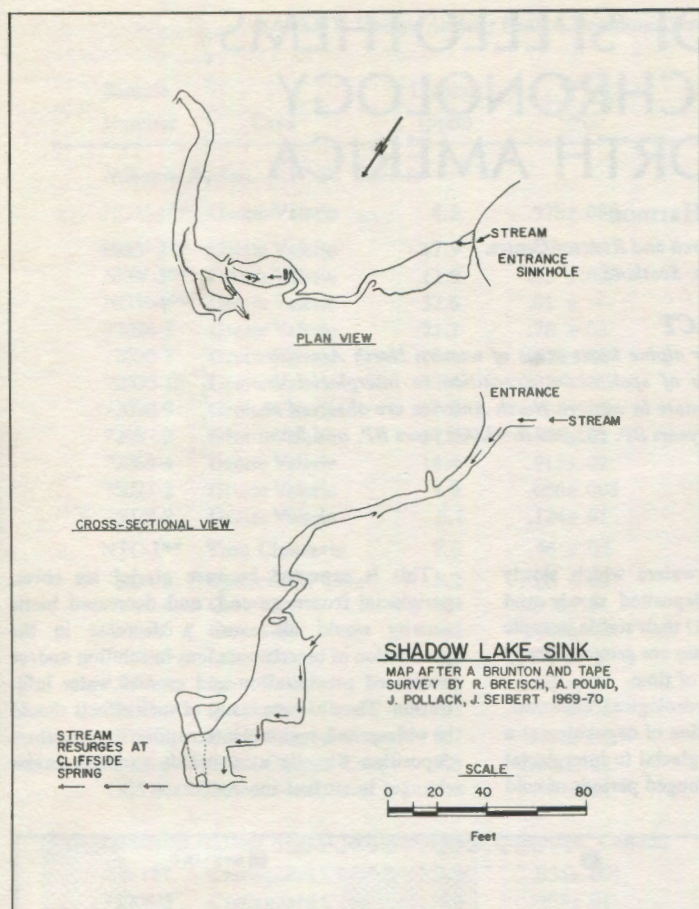 STREAM
ENTRANCE
SINKHOLE
PLAN VIEW
ENTRANCE
STREAM
CROSS-SECTIONAL VIEW
SHADOW LAKE SINK
MAP AFTER A BRUNTON AND TAPE
SURVEY BY R. BREISCH, A. POUND,
J. POLLACK, J. SEIBERT 1969-70
STREAM
RESURGES AT
CLIFFSIDE
SPRING
SCALE
0 20 40 60 80
Feet